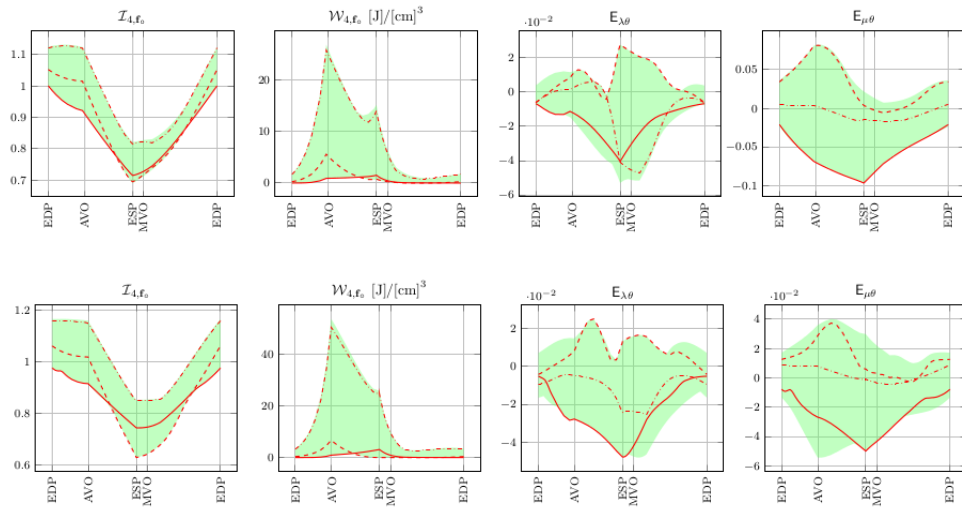 𝓘₄,𝐟₀
0.7
0.8
0.9
1
1.1
EDP
AVO
ESP
MVO
EDP
𝓦₄,𝐟₀ [J]/[cm]³
0
10
20
EDP
AVO
ESP
MVO
EDP
E_λθ
·10⁻²
−6
−4
−2
0
2
EDP
AVO
ESP
MVO
EDP
E_μθ
−0.1
−0.05
0
0.05
EDP
AVO
ESP
MVO
EDP
𝓘₄,𝐟₀
0.6
0.8
1
1.2
EDP
AVO
ESP
MVO
EDP
𝓦₄,𝐟₀ [J]/[cm]³
0
20
40
EDP
AVO
ESP
MVO
EDP
E_λθ
·10⁻²
−4
−2
0
2
EDP
AVO
ESP
MVO
EDP
E_μθ
·10⁻²
−6
−4
−2
0
2
4
EDP
AVO
ESP
MVO
EDP